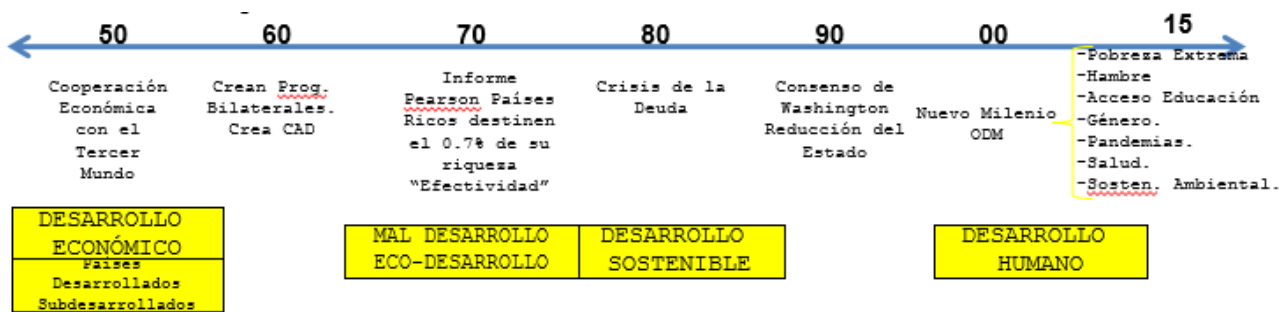 50
60
70
80
90
00
15
Cooperación
Económica
con el
Tercer
Mundo
Crean Prog.
Bilaterales.
Crea CAD
Informe
Pearson Países
Ricos destinen
el 0.7% de su
riqueza
“Efectividad”
Crisis de la
Deuda
Consenso de
Washington
Reducción del
Estado
Nuevo Milenio
ODM
-Pobreza Extrema
-Hambre
-Acceso Educación
-Género.
-Pandemias.
-Salud.
-Sosten. Ambiental.
DESARROLLO
ECONÓMICO
Países
Desarrollados
Subdesarrollados
MAL DESARROLLO
ECO-DESARROLLO
DESARROLLO
SOSTENIBLE
DESARROLLO
HUMANO